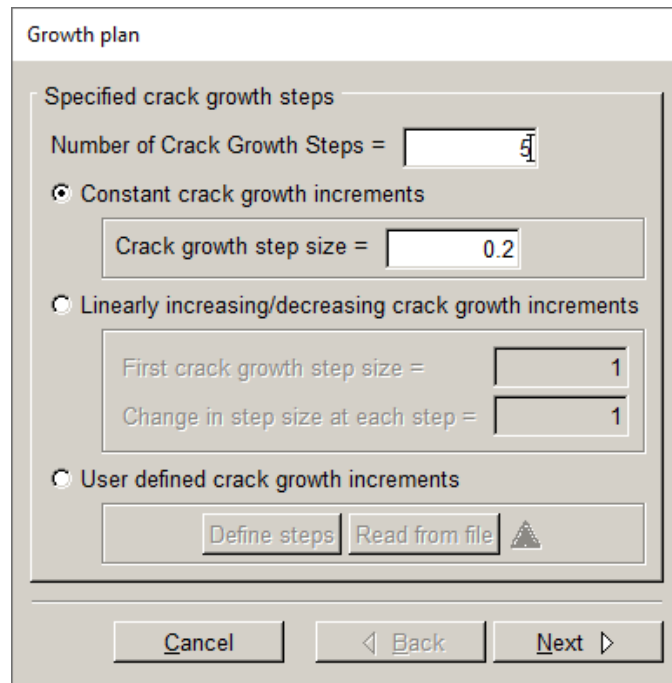 Growth plan
Specified crack growth steps
Number of Crack Growth Steps = 5
Constant crack growth increments
Crack growth step size = 0.2
Linearly increasing/decreasing crack growth increments
First crack growth step size = 1
Change in step size at each step = 1
User defined crack growth increments
Define steps Read from file
Cancel Back Next